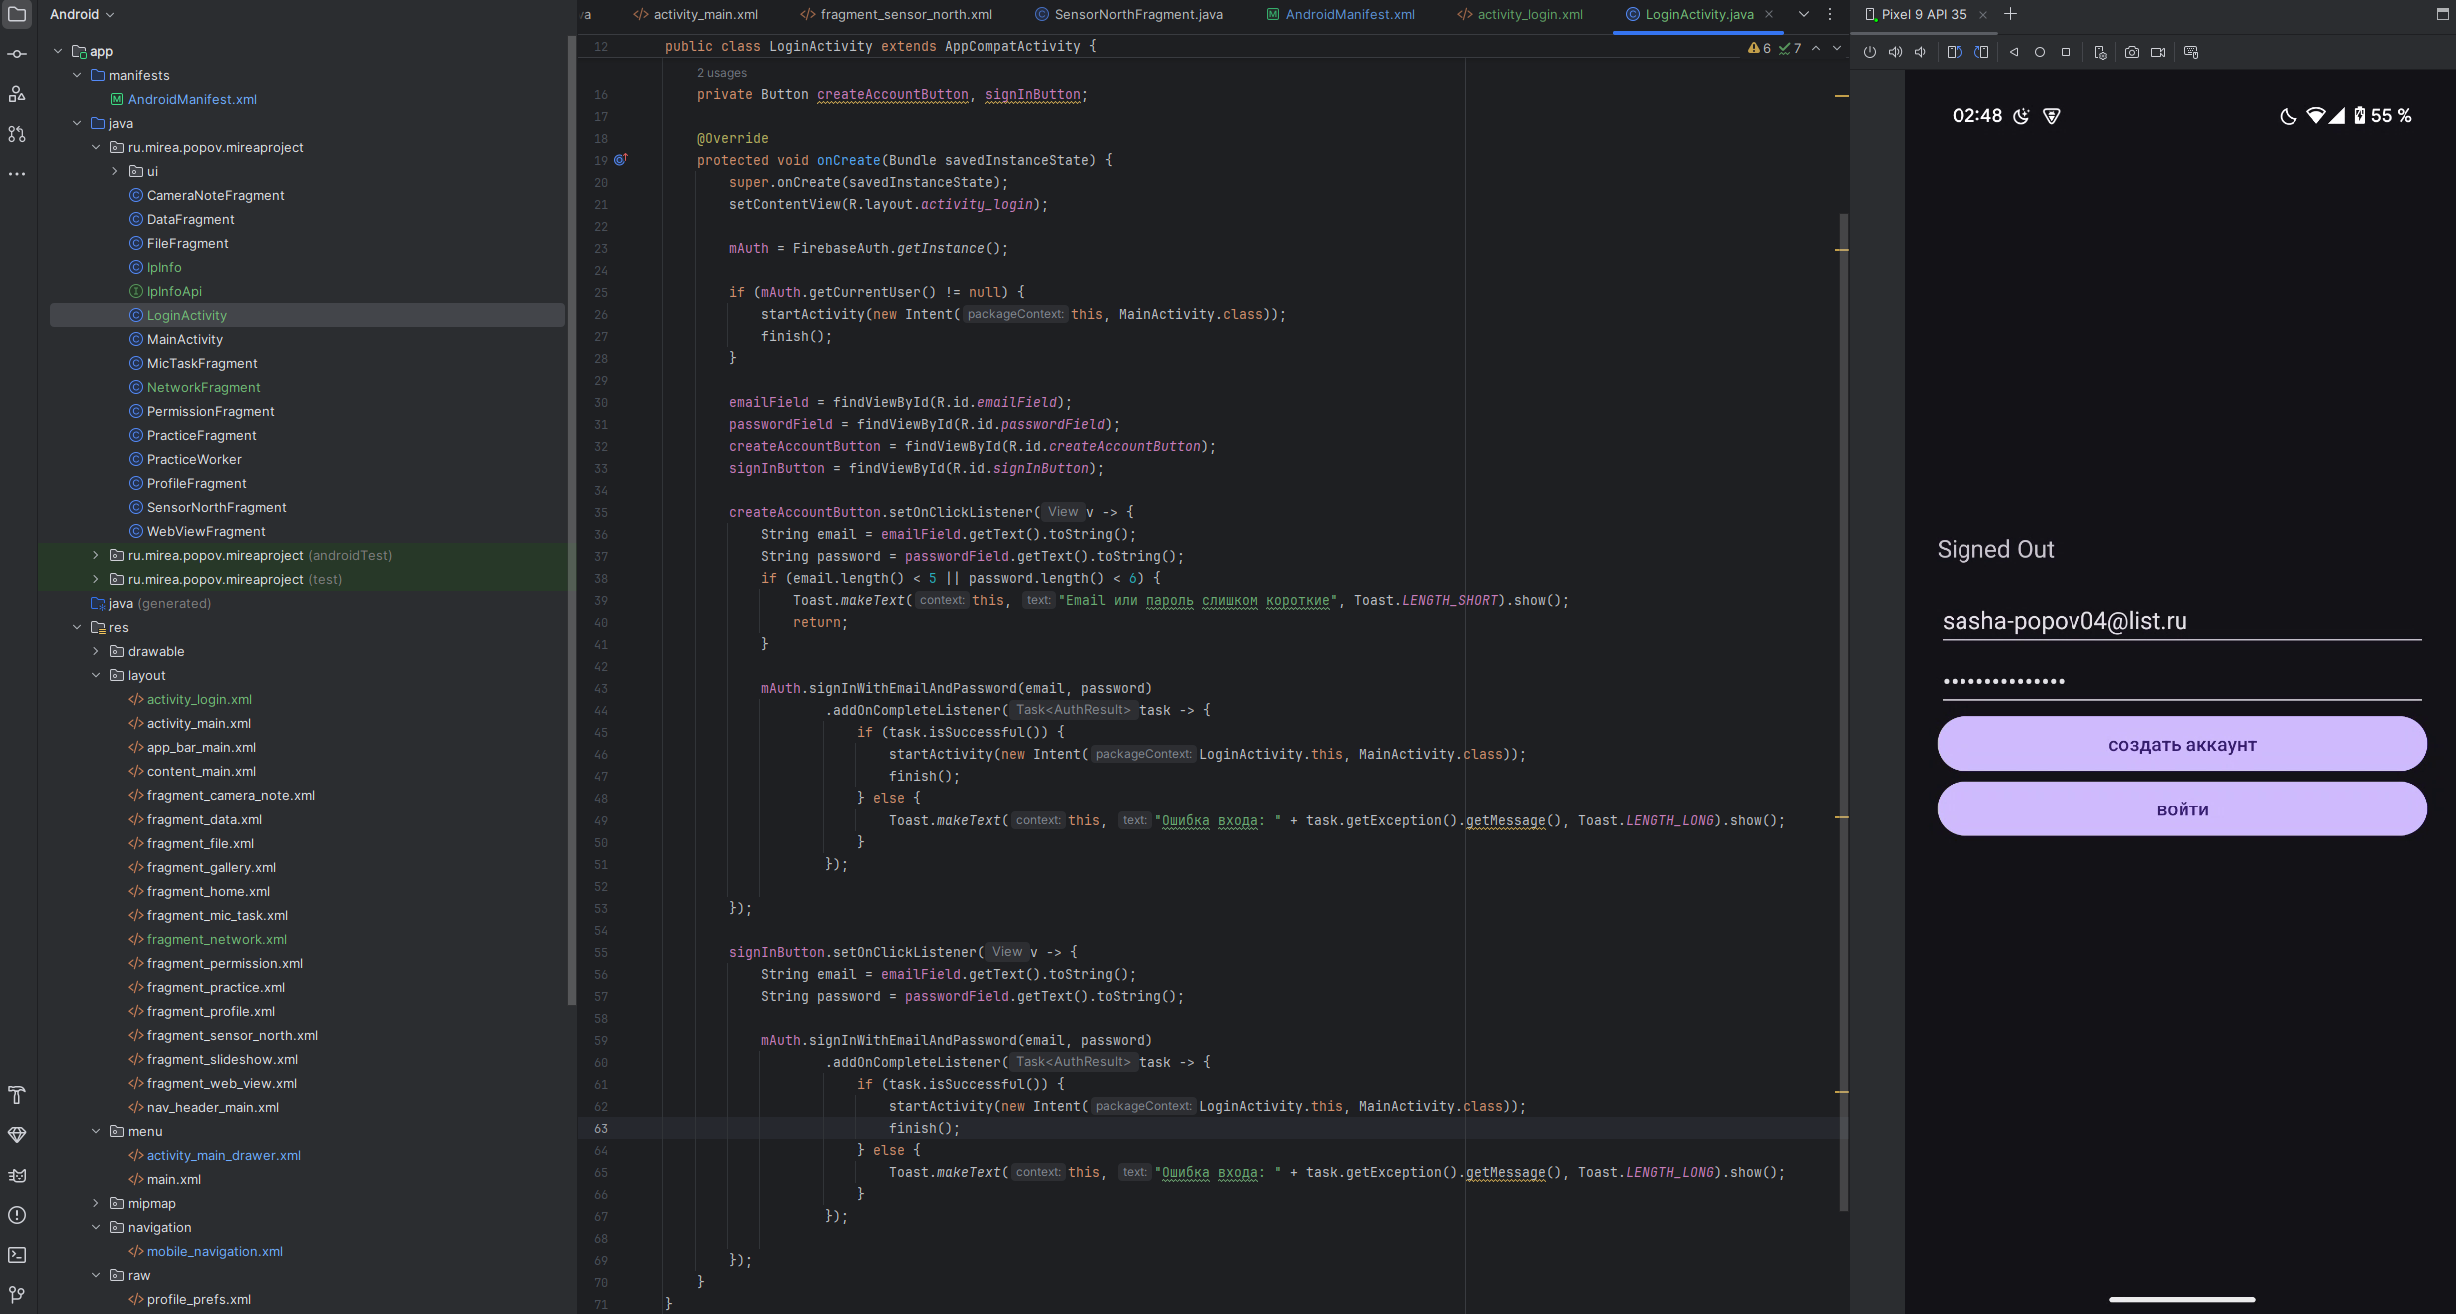 Android
app
manifests
AndroidManifest.xml
java
ru.mirea.popov.mireaproject
ui
CameraNoteFragment
DataFragment
FileFragment
IpInfo
IpInfoApi
LoginActivity
MainActivity
MicTaskFragment
NetworkFragment
PermissionFragment
PracticeFragment
PracticeWorker
ProfileFragment
SensorNorthFragment
WebViewFragment
ru.mirea.popov.mireaproject (androidTest)
ru.mirea.popov.mireaproject (test)
java (generated)
res
drawable
layout
activity_login.xml
activity_main.xml
app_bar_main.xml
content_main.xml
fragment_camera_note.xml
fragment_data.xml
fragment_file.xml
fragment_gallery.xml
fragment_home.xml
fragment_mic_task.xml
fragment_network.xml
fragment_permission.xml
fragment_practice.xml
fragment_profile.xml
fragment_sensor_north.xml
fragment_slideshow.xml
fragment_web_view.xml
nav_header_main.xml
menu
activity_main_drawer.xml
main.xml
mipmap
navigation
mobile_navigation.xml
raw
profile_prefs.xml
va activity_main.xml fragment_sensor_north.xml SensorNorthFragment.java AndroidManifest.xml activity_login.xml LoginActivity.java
12 public class LoginActivity extends AppCompatActivity { 6 7
2 usages
16 private Button createAccountButton, signInButton;
17
18 @Override
19 protected void onCreate(Bundle savedInstanceState) {
20 super.onCreate(savedInstanceState);
21 setContentView(R.layout.activity_login);
22
23 mAuth = FirebaseAuth.getInstance();
24
25 if (mAuth.getCurrentUser() != null) {
26 startActivity(new Intent( packageContext: this, MainActivity.class));
27 finish();
28 }
29
30 emailField = findViewById(R.id.emailField);
31 passwordField = findViewById(R.id.passwordField);
32 createAccountButton = findViewById(R.id.createAccountButton);
33 signInButton = findViewById(R.id.signInButton);
34
35 createAccountButton.setOnClickListener( View v -> {
36 String email = emailField.getText().toString();
37 String password = passwordField.getText().toString();
38 if (email.length() < 5 || password.length() < 6) {
39 Toast.makeText( context: this, text: "Email или пароль слишком короткие", Toast.LENGTH_SHORT).show();
40 return;
41 }
42
43 mAuth.signInWithEmailAndPassword(email, password)
44 .addOnCompleteListener( Task<AuthResult> task -> {
45 if (task.isSuccessful()) {
46 startActivity(new Intent( packageContext: LoginActivity.this, MainActivity.class));
47 finish();
48 } else {
49 Toast.makeText( context: this, text: "Ошибка входа: " + task.getException().getMessage(), Toast.LENGTH_LONG).show();
50 }
51 });
52
53 });
54
55 signInButton.setOnClickListener( View v -> {
56 String email = emailField.getText().toString();
57 String password = passwordField.getText().toString();
58
59 mAuth.signInWithEmailAndPassword(email, password)
60 .addOnCompleteListener( Task<AuthResult> task -> {
61 if (task.isSuccessful()) {
62 startActivity(new Intent( packageContext: LoginActivity.this, MainActivity.class));
63 finish();
64 } else {
65 Toast.makeText( context: this, text: "Ошибка входа: " + task.getException().getMessage(), Toast.LENGTH_LONG).show();
66 }
67 });
68
69 });
70 }
71 }
Pixel 9 API 35
02:48 55 %
Signed Out
sasha-popov04@list.ru
•••••••••••••••
создать аккаунт
войти